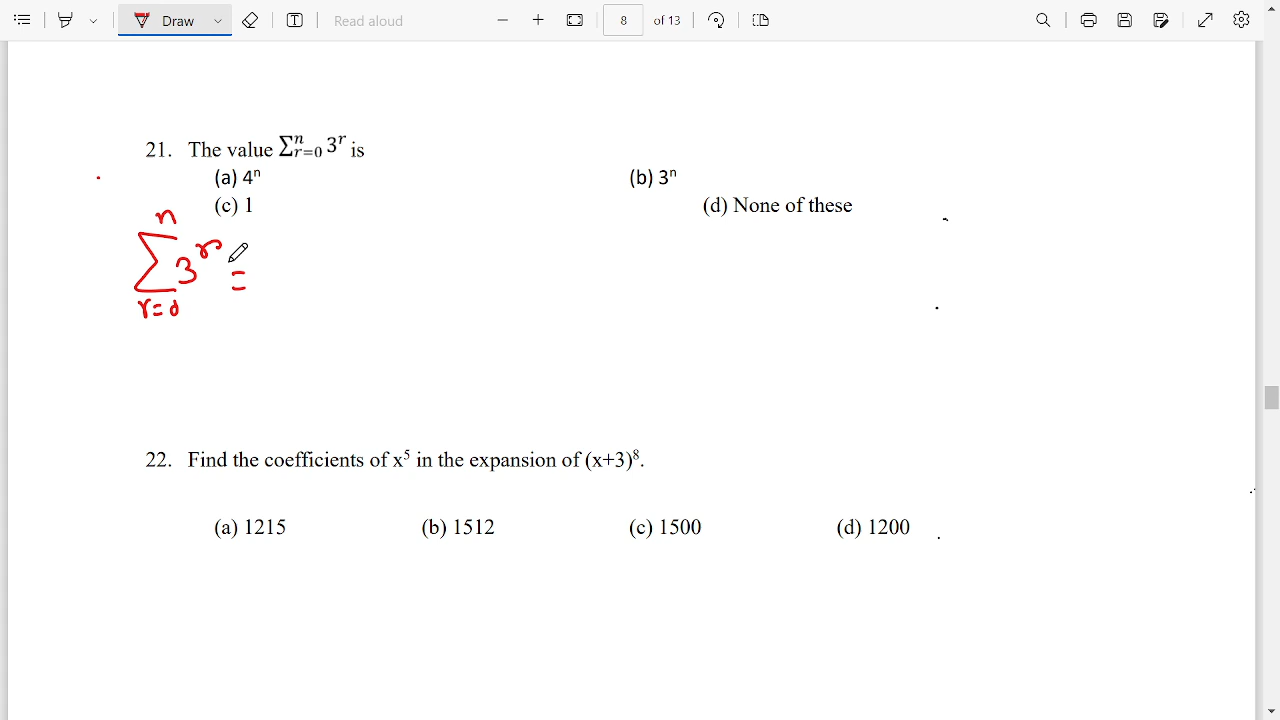 Draw Read aloud 8 of 13
21. The value ∑ⁿᵣ₌₀ 3ʳ is
(a) 4ⁿ (b) 3ⁿ
(c) 1 (d) None of these
n
∑ 3ʳ =
r=0
22. Find the coefficients of x⁵ in the expansion of (x+3)⁸.
(a) 1215 (b) 1512 (c) 1500 (d) 1200